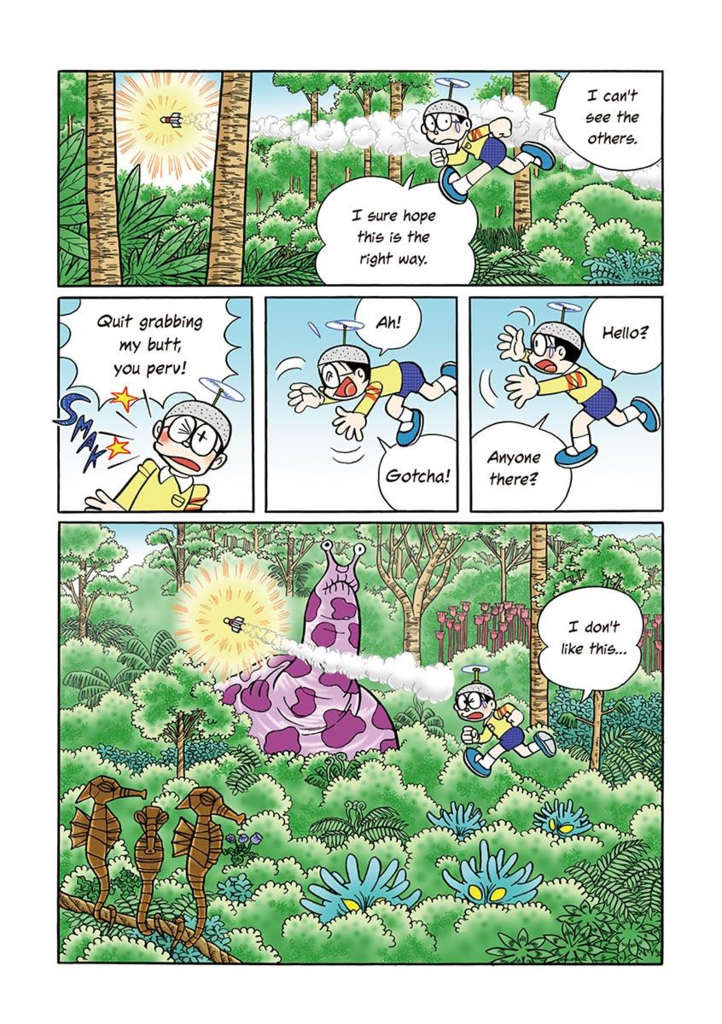 I can't
see the
others.
I sure hope
this is the
right way.
Hello?
Anyone
there?
Ah!
Gotcha!
Quit grabbing
my butt,
you perv!
SMAK
I don't
like this...